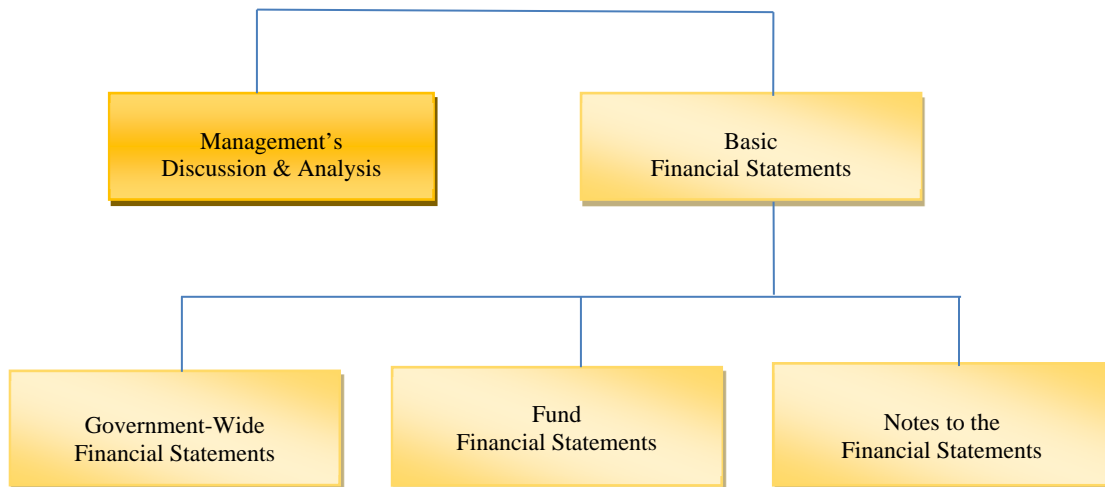 Management’s
Discussion & Analysis
Basic
Financial Statements
Government-Wide
Financial Statements
Fund
Financial Statements
Notes to the
Financial Statements